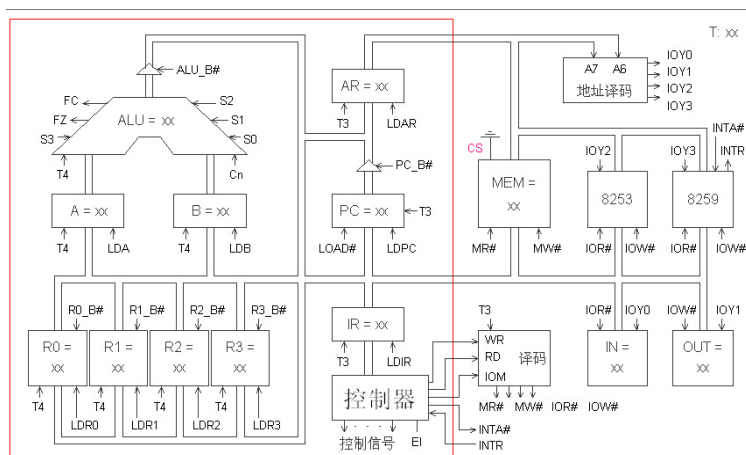 T: xx
ALU_B#
IOY0
A7 A6
IOY1
AR = xx
IOY2
地址译码
IOY3
FC
S2
FZ
S1
ALU = xx
S3
S0
T3
LDAR
T4
Cn
PC_B#
CS
IOY2
IOY3
INTA#
INTR
A = xx
B = xx
PC = xx
T3
MEM =
xx
8253
8259
T4
LDA
T4
LDB
LOAD#
LDPC
MR#
MW#
IOR#
IOW#
IOR#
IOW#
R0_B#
R1_B#
R2_B#
R3_B#
IR = xx
T3
IOR#
IOY0
IOW#
IOY1
R0 =
xx
R1 =
xx
R2 =
xx
R3 =
xx
T3
LDIR
WR
RD
译码
IOM
IN =
xx
OUT =
xx
T4
T4
T4
T4
LDR0
LDR1
LDR2
LDR3
控制器
MR#
MW#
IOR#
IOW#
INTA#
控制信号
EI
INTR